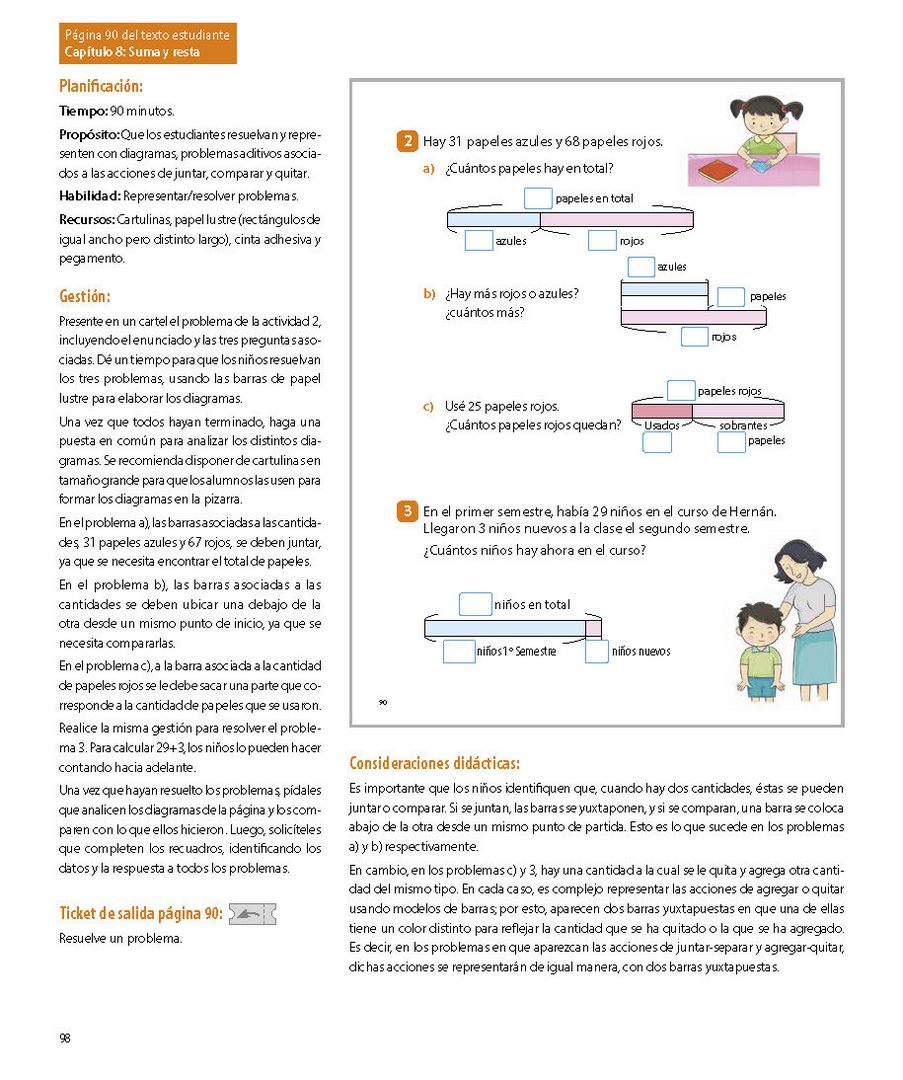 Página 90 del texto estudiante
Capítulo 8: Suma y resta
Planificación:
Tiempo: 90 minutos.
Propósito: Que los estudiantes resuelvan y repre-
senten con diagramas, problemas aditivos asocia-
dos a las acciones de juntar, comparar y quitar.
Habilidad: Representar/resolver problemas.
Recursos: Cartulinas, papel lustre (rectángulos de
igual ancho pero distinto largo), cinta adhesiva y
pegamento.
Gestión:
Presente en un cartel el problema de la actividad 2,
incluyendo el enunciado y las tres preguntas aso-
ciadas. Dé un tiempo para que los niños resuelvan
los tres problemas, usando las barras de papel
lustre para elaborar los diagramas.
Una vez que todos hayan terminado, haga una
puesta en común para analizar los distintos dia-
gramas. Se recomienda disponer de cartulinas en
tamaño grande para que los alumnos las usen para
formar los diagramas en la pizarra.
En el problema a), las barras asociadas a las cantida-
des, 31 papeles azules y 67 rojos, se deben juntar,
ya que se necesita encontrar el total de papeles.
En el problema b), las barras asociadas a las
cantidades se deben ubicar una debajo de la
otra desde un mismo punto de inicio, ya que se
necesita compararlas.
En el problema c), a la barra asociada a la cantidad
de papeles rojos se le debe sacar una parte que co-
rresponde a la cantidad de papeles que se usaron.
Realice la misma gestión para resolver el proble-
ma 3. Para calcular 29+3, los niños lo pueden hacer
contando hacia adelante.
Una vez que hayan resuelto los problemas, pídales
que analicen los diagramas de la página y los com-
paren con lo que ellos hicieron. Luego, solicíteles
que completen los recuadros, identificando los
datos y la respuesta a todos los problemas.
Ticket de salida página 90:
Resuelve un problema.
2 Hay 31 papeles azules y 68 papeles rojos.
a) ¿Cuántos papeles hay en total?
papeles en total
azules rojos
azules
b) ¿Hay más rojos o azules?
¿cuántos más?
papeles
rojos
papeles rojos
c) Usé 25 papeles rojos.
¿Cuántos papeles rojos quedan?
Usados sobrantes
papeles
3 En el primer semestre, había 29 niños en el curso de Hernán.
Llegaron 3 niños nuevos a la clase el segundo semestre.
¿Cuántos niños hay ahora en el curso?
niños en total
niños 1º Semestre niños nuevos
90
Consideraciones didácticas:
Es importante que los niños identifiquen que, cuando hay dos cantidades, éstas se pueden
juntar o comparar. Si se juntan, las barras se yuxtaponen, y si se comparan, una barra se coloca
abajo de la otra desde un mismo punto de partida. Esto es lo que sucede en los problemas
a) y b) respectivamente.
En cambio, en los problemas c) y 3, hay una cantidad a la cual se le quita y agrega otra canti-
dad del mismo tipo. En cada caso, es complejo representar las acciones de agregar o quitar
usando modelos de barras; por esto, aparecen dos barras yuxtapuestas en que una de ellas
tiene un color distinto para reflejar la cantidad que se ha quitado o la que se ha agregado.
Es decir, en los problemas en que aparezcan las acciones de juntar-separar y agregar-quitar,
dichas acciones se representarán de igual manera, con dos barras yuxtapuestas.
98